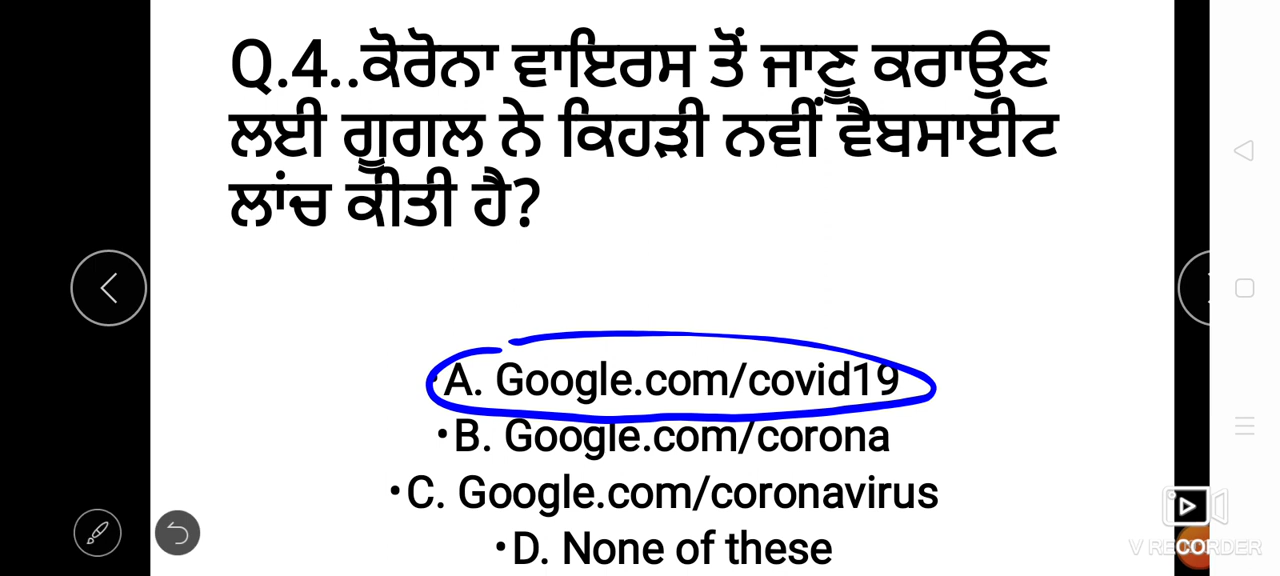 Q.4..ਕੋਰੋਨਾ ਵਾਇਰਸ ਤੋਂ ਜਾਣੂ ਕਰਾਉਣ
ਲਈ ਗੂਗਲ ਨੇ ਕਿਹੜੀ ਨਵੀਂ ਵੈਬਸਾਈਟ
ਲਾਂਚ ਕੀਤੀ ਹੈ?
A. Google.com/covid19
•B. Google.com/corona
•C. Google.com/coronavirus
•D. None of these
V RECORDER